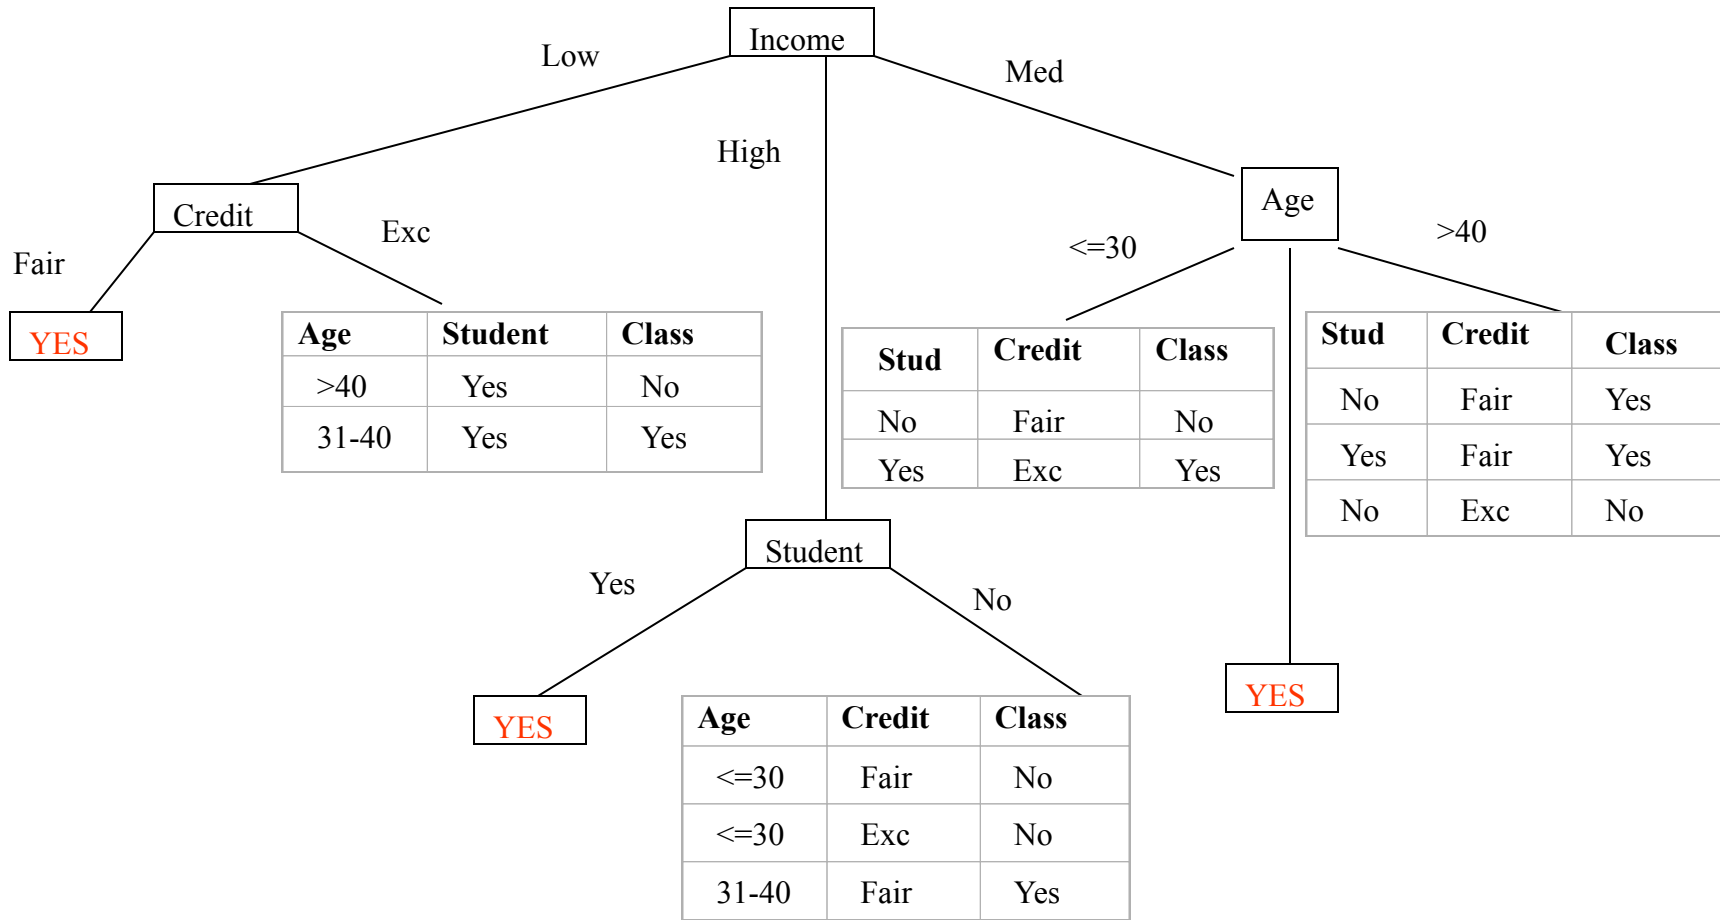 Income
Low
Med
High
Credit
Age
Fair
Exc
<=30
>40
YES
Age Student Class
>40 Yes No
31-40 Yes Yes
Stud Credit Class
No Fair No
Yes Exc Yes
Stud Credit Class
No Fair Yes
Yes Fair Yes
No Exc No
Student
Yes
No
YES
YES
Age Credit Class
<=30 Fair No
<=30 Exc No
31-40 Fair Yes